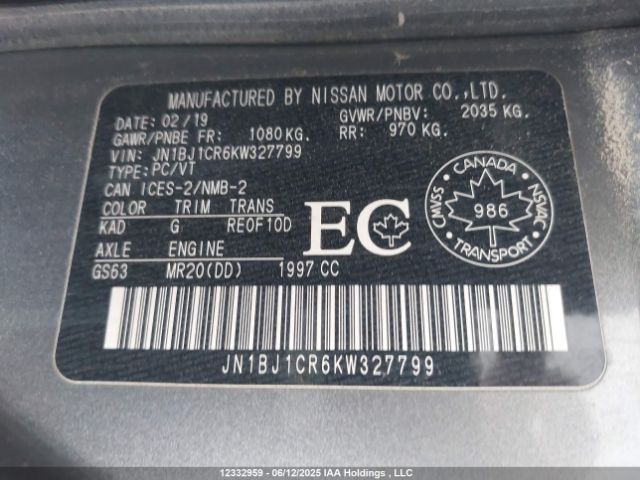 MANUFACTURED BY NISSAN MOTOR CO.,LTD.
DATE: 02/19 GVWR/PNBV: 2035 KG.
GAWR/PNBE FR: 1080 KG. RR: 970 KG.
VIN: JN1BJ1CR6KW327799
TYPE: PC/VT
CAN ICES-2/NMB-2
COLOR TRIM TRANS
KAD G RE0F10D
AXLE ENGINE
GS63 MR20(DD) 1997 CC
EC
CANADA
CMVSS NSVAC
986
TRANSPORT
JN1BJ1CR6KW327799
12332959 - 06/12/2025 IAA Holdings , LLC